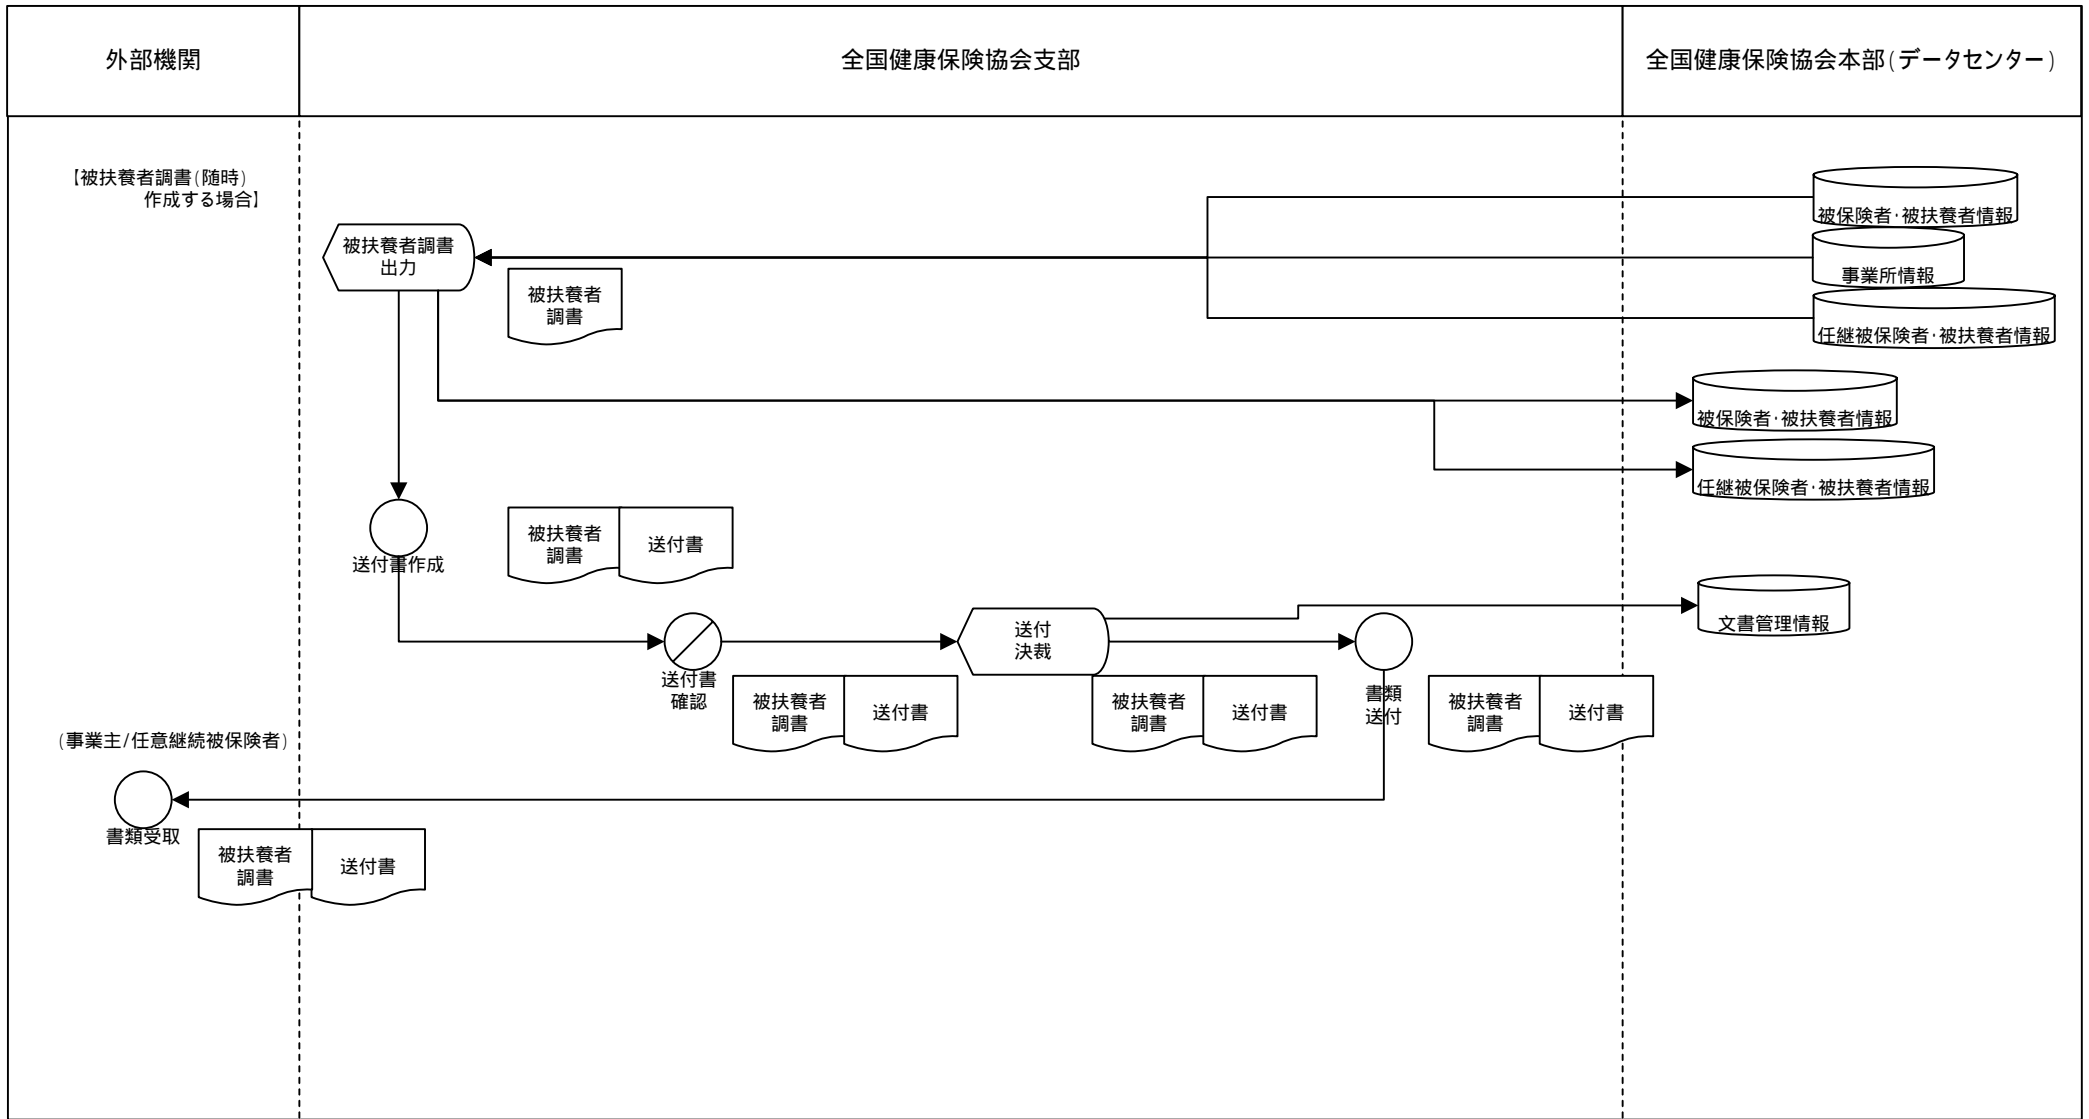 外部機関
全国健康保険協会支部
全国健康保険協会本部(データセンター)
【被扶養者調書(随時)
作成する場合】
被扶養者調書
出力
被扶養者
調書
被保険者・被扶養者情報
事業所情報
任継被保険者・被扶養者情報
被保険者・被扶養者情報
任継被保険者・被扶養者情報
送付書作成
被扶養者
調書
送付書
送付書
確認
被扶養者
調書
送付書
送付
決裁
被扶養者
調書
送付書
書類
送付
被扶養者
調書
送付書
文書管理情報
(事業主/任意継続被保険者)
書類受取
被扶養者
調書
送付書